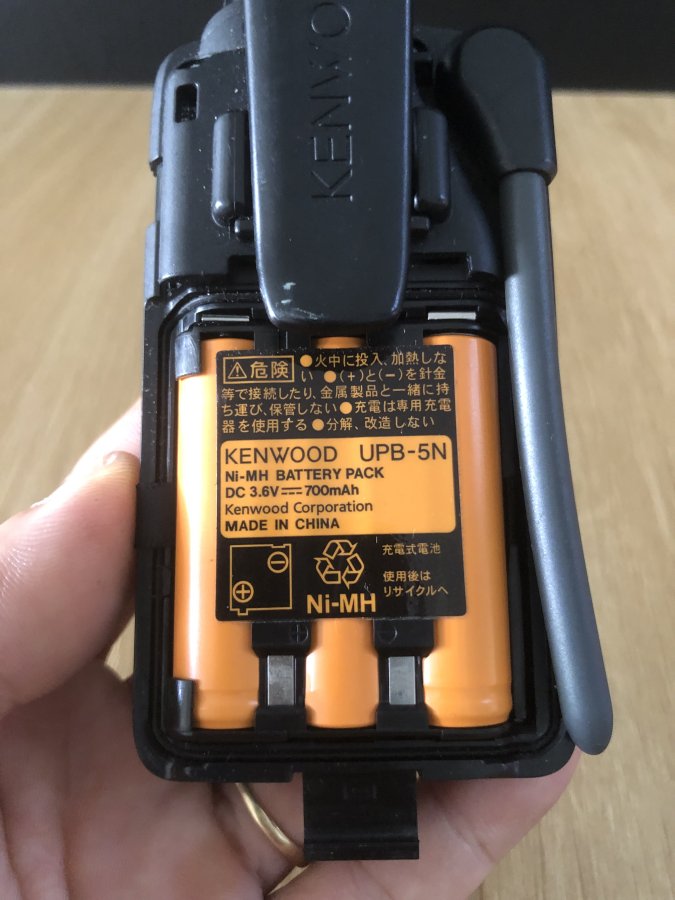 KENWO
⚠危険 ●火中に投入、加熱しな
い ●(+)と(−)を針金
等で接続したり、金属製品と一緒に持
ち運び、保管しない ●充電は専用充電
器を使用する ●分解、改造しない
KENWOOD UPB-5N
Ni-MH BATTERY PACK
DC 3.6V⎓700mAh
Kenwood Corporation
MADE IN CHINA
充電式電池
使用後は
リサイクルへ
Ni-MH